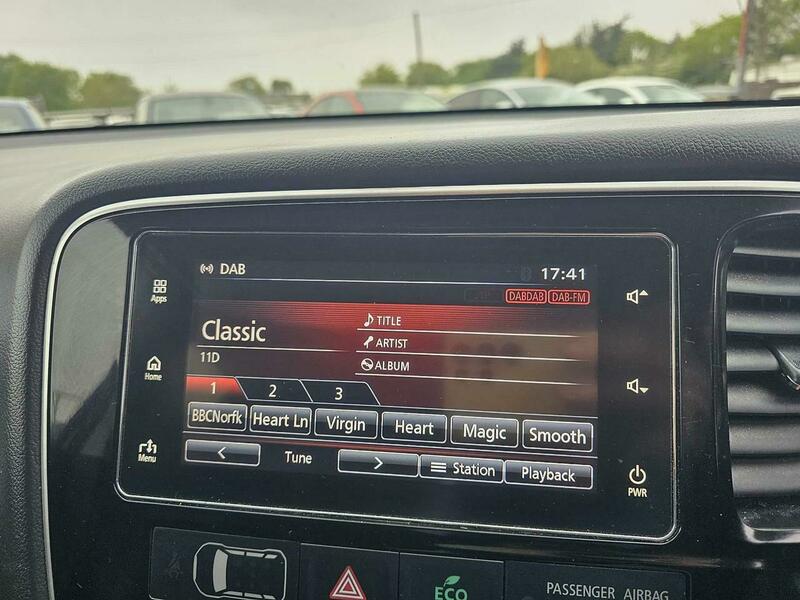 DAB 17:41
DABDAB DAB-FM
Apps
Classic
TITLE
ARTIST
11D
ALBUM
Home
1 2 3
BBCNorfk Heart Ln Virgin Heart Magic Smooth
Menu
< Tune > Station Playback
PWR
ECO
PASSENGER AIRBAG